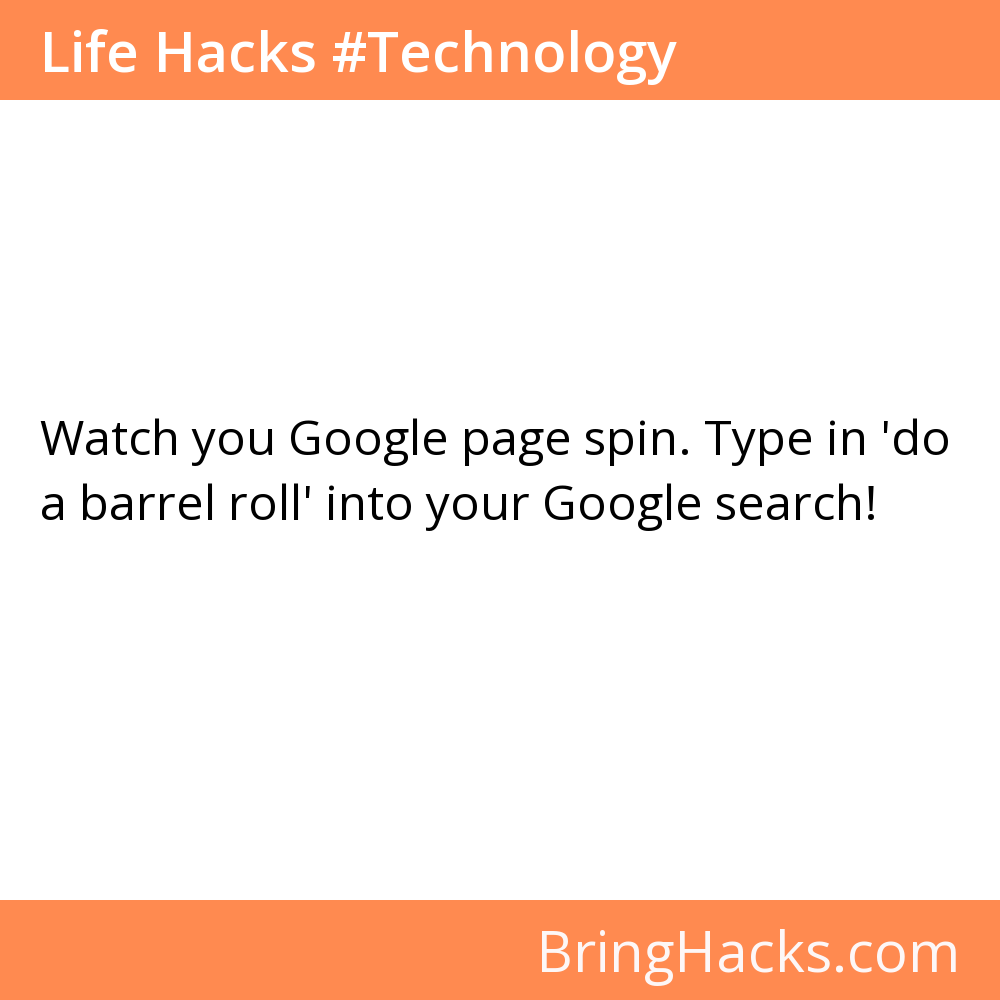 Life Hacks #Technology
Watch you Google page spin. Type in 'do
a barrel roll' into your Google search!
BringHacks.com